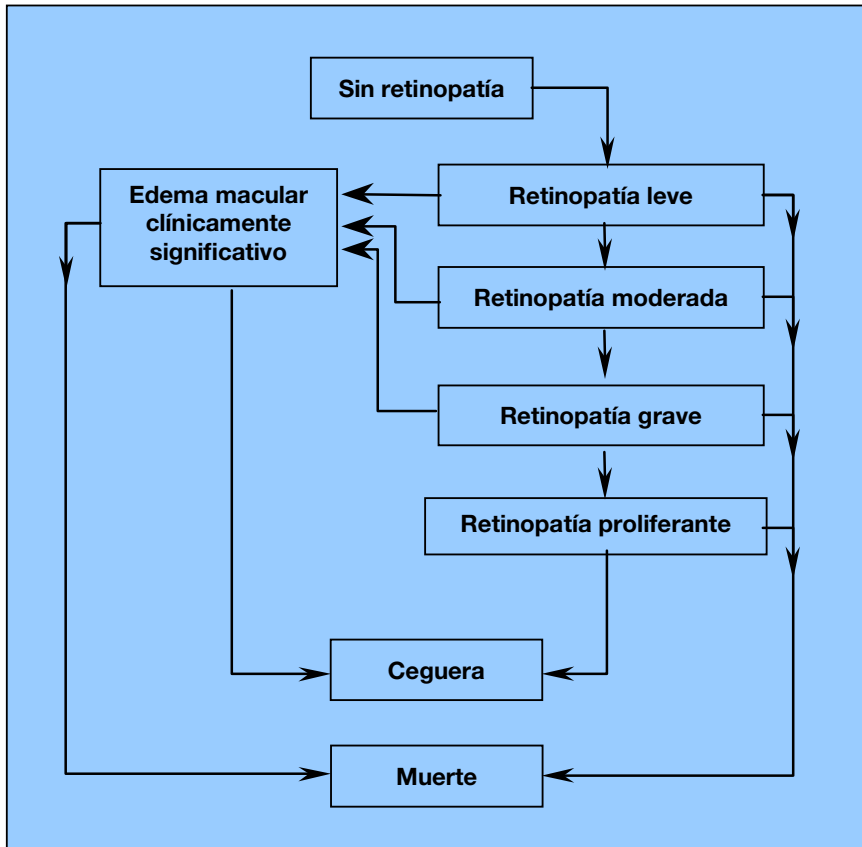 Sin retinopatía
Edema macular
clínicamente
significativo
Retinopatía leve
Retinopatía moderada
Retinopatía grave
Retinopatía proliferante
Ceguera
Muerte